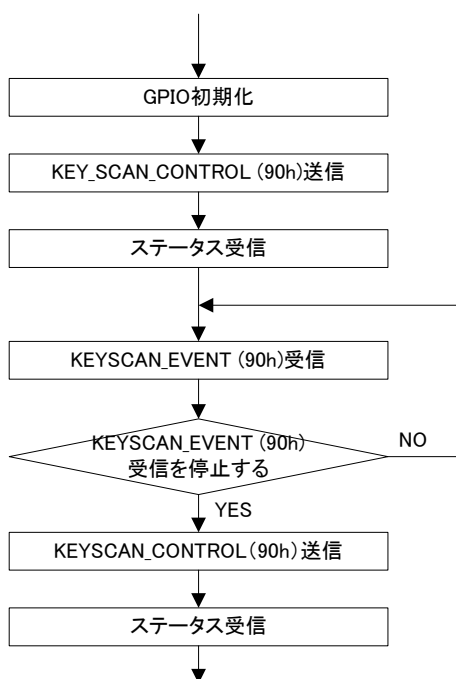 GPIO初期化
KEY_SCAN_CONTROL (90h)送信
ステータス受信
KEYSCAN_EVENT (90h)受信
KEYSCAN_EVENT (90h)
受信を停止する
NO
YES
KEYSCAN_CONTROL(90h)送信
ステータス受信